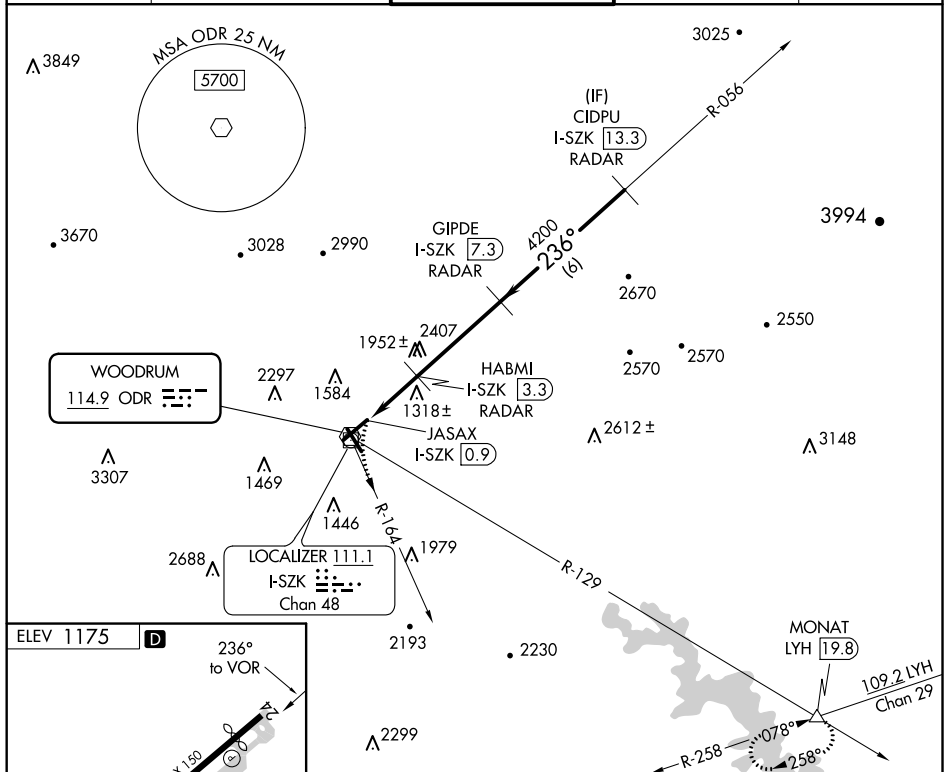 MSA ODR 25 NM
5700
3849
3025
R-056
(IF)
CIDPU
I-SZK 13.3
RADAR
3994
3670
3028
2990
GIPDE
I-SZK 7.3
RADAR
4200
236°
(6)
2670
2550
2570
2570
1952 ±
2407
HABMI
I-SZK 3.3
RADAR
WOODRUM
114.9 ODR
2297
1584
1318 ±
JASAX
I-SZK 0.9
2612 ±
3148
3307
1469
1446
R-164
1979
2688
LOCALIZER 111.1
I-SZK
Chan 48
R-129
2193
2230
MONAT
LYH 19.8
109.2 LYH
Chan 29
R-258
078°
258°
2299
ELEV 1175
D
236°
to VOR
24
P
X 150